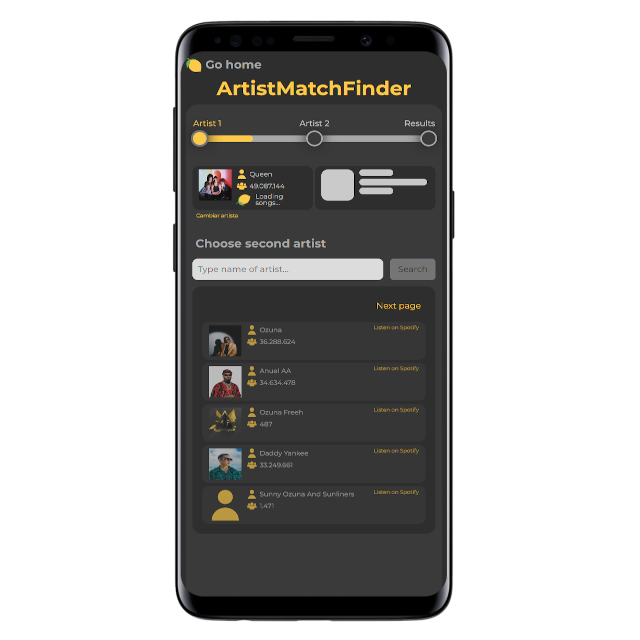 Go home
ArtistMatchFinder
Artist 1
Artist 2
Results
Queen
49.087.144
Loading
songs...
Cambiar artista
Choose second artist
Type name of artist...
Search
Next page
Ozuna
Listen on Spotify
36.288.624
Anuel AA
Listen on Spotify
34.634.478
Ozuna Freeh
Listen on Spotify
487
Daddy Yankee
Listen on Spotify
33.249.661
Sunny Ozuna And Sunliners
Listen on Spotify
1.471